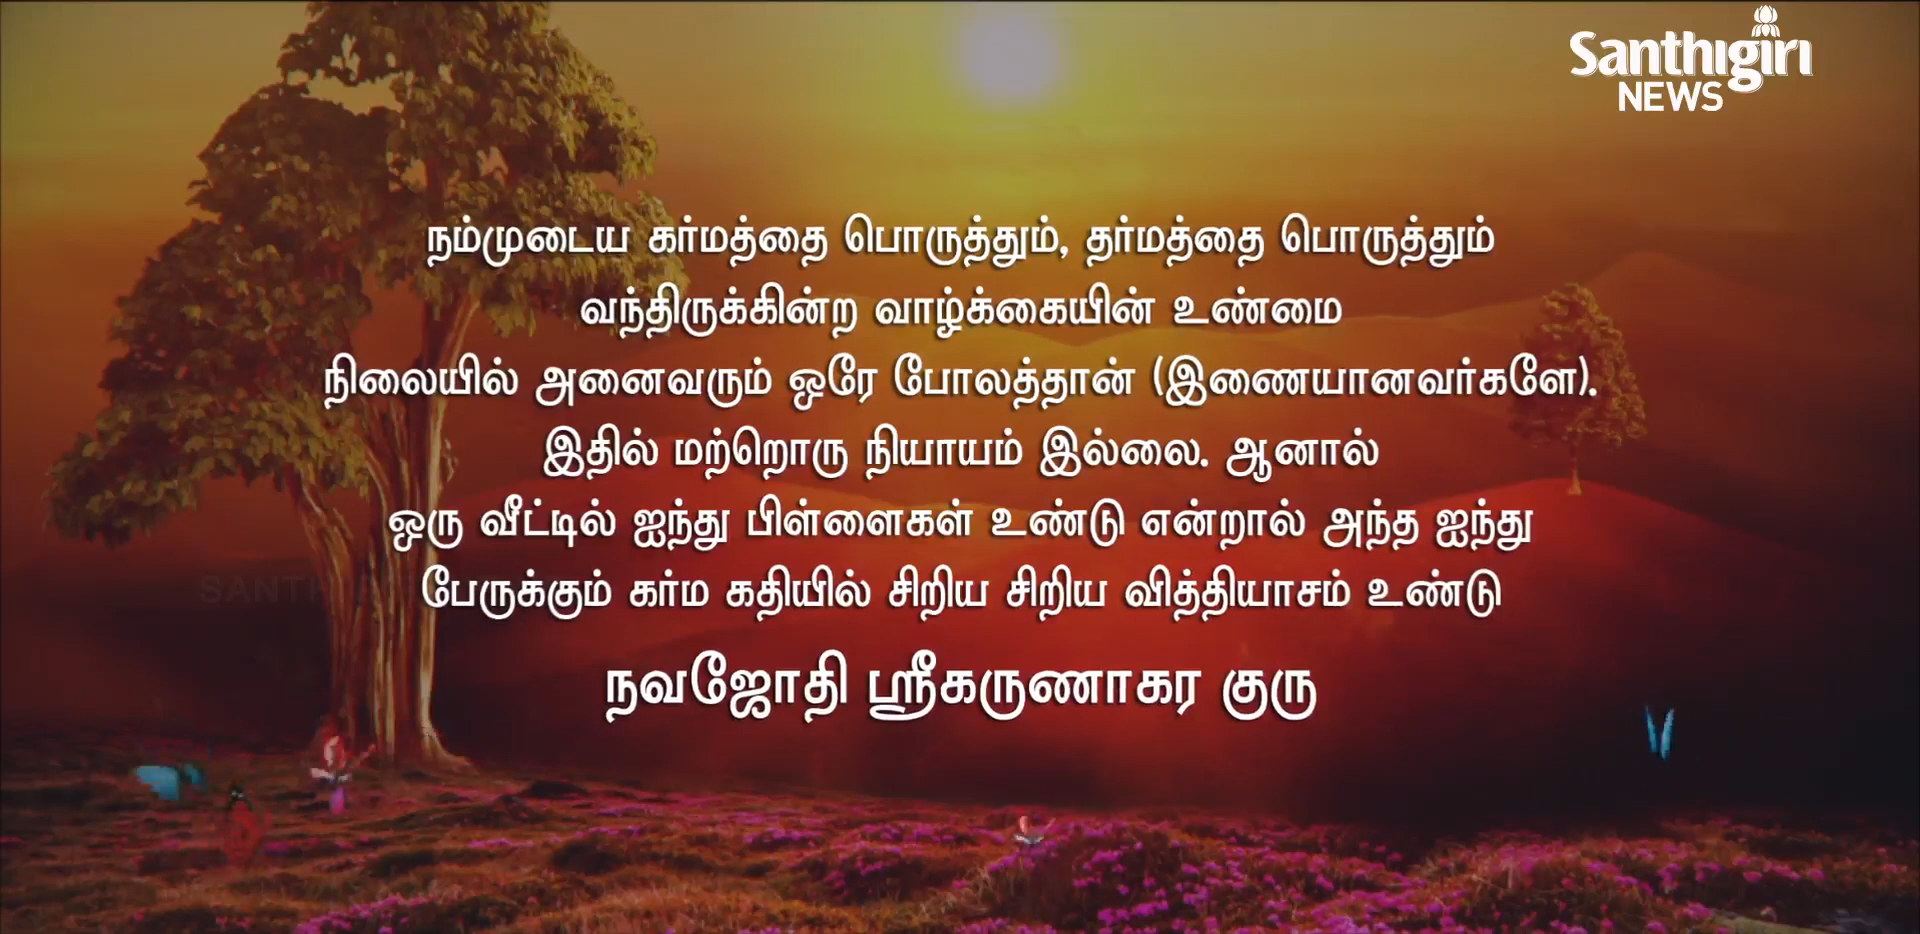 Santhigiri
NEWS
நம்முடைய கர்மத்தை பொருத்தும், தர்மத்தை பொருத்தும்
வந்திருக்கின்ற வாழ்க்கையின் உண்மை
நிலையில் அனைவரும் ஒரே போலத்தான் (இணையானவர்களே).
இதில் மற்றொரு நியாயம் இல்லை. ஆனால்
ஒரு வீட்டில் ஐந்து பிள்ளைகள் உண்டு என்றால் அந்த ஐந்து
பேருக்கும் கர்ம கதியில் சிறிய சிறிய வித்தியாசம் உண்டு
நவஜோதி ஸ்ரீகருணாகர குரு